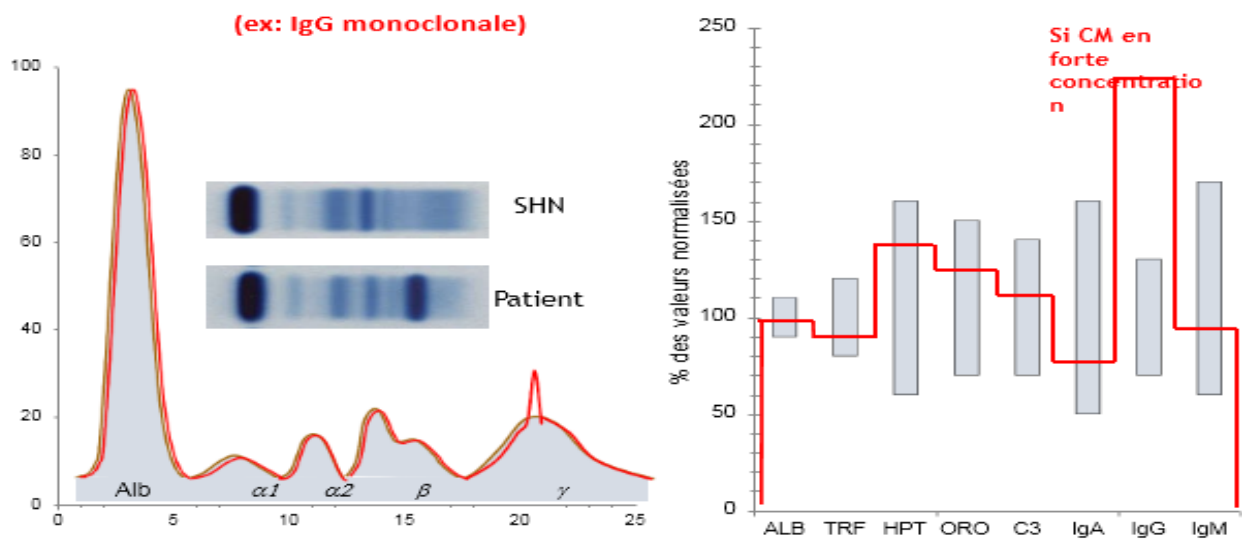 (ex: IgG monoclonale)
100
80
60
40
20
0
SHN
Patient
Alb α1 α2 β γ
0 5 10 15 20 25
Si CM en
forte
concentratio
n
% des valeurs normalisées
250
200
150
100
50
0
ALB TRF HPT ORO C3 IgA IgG IgM